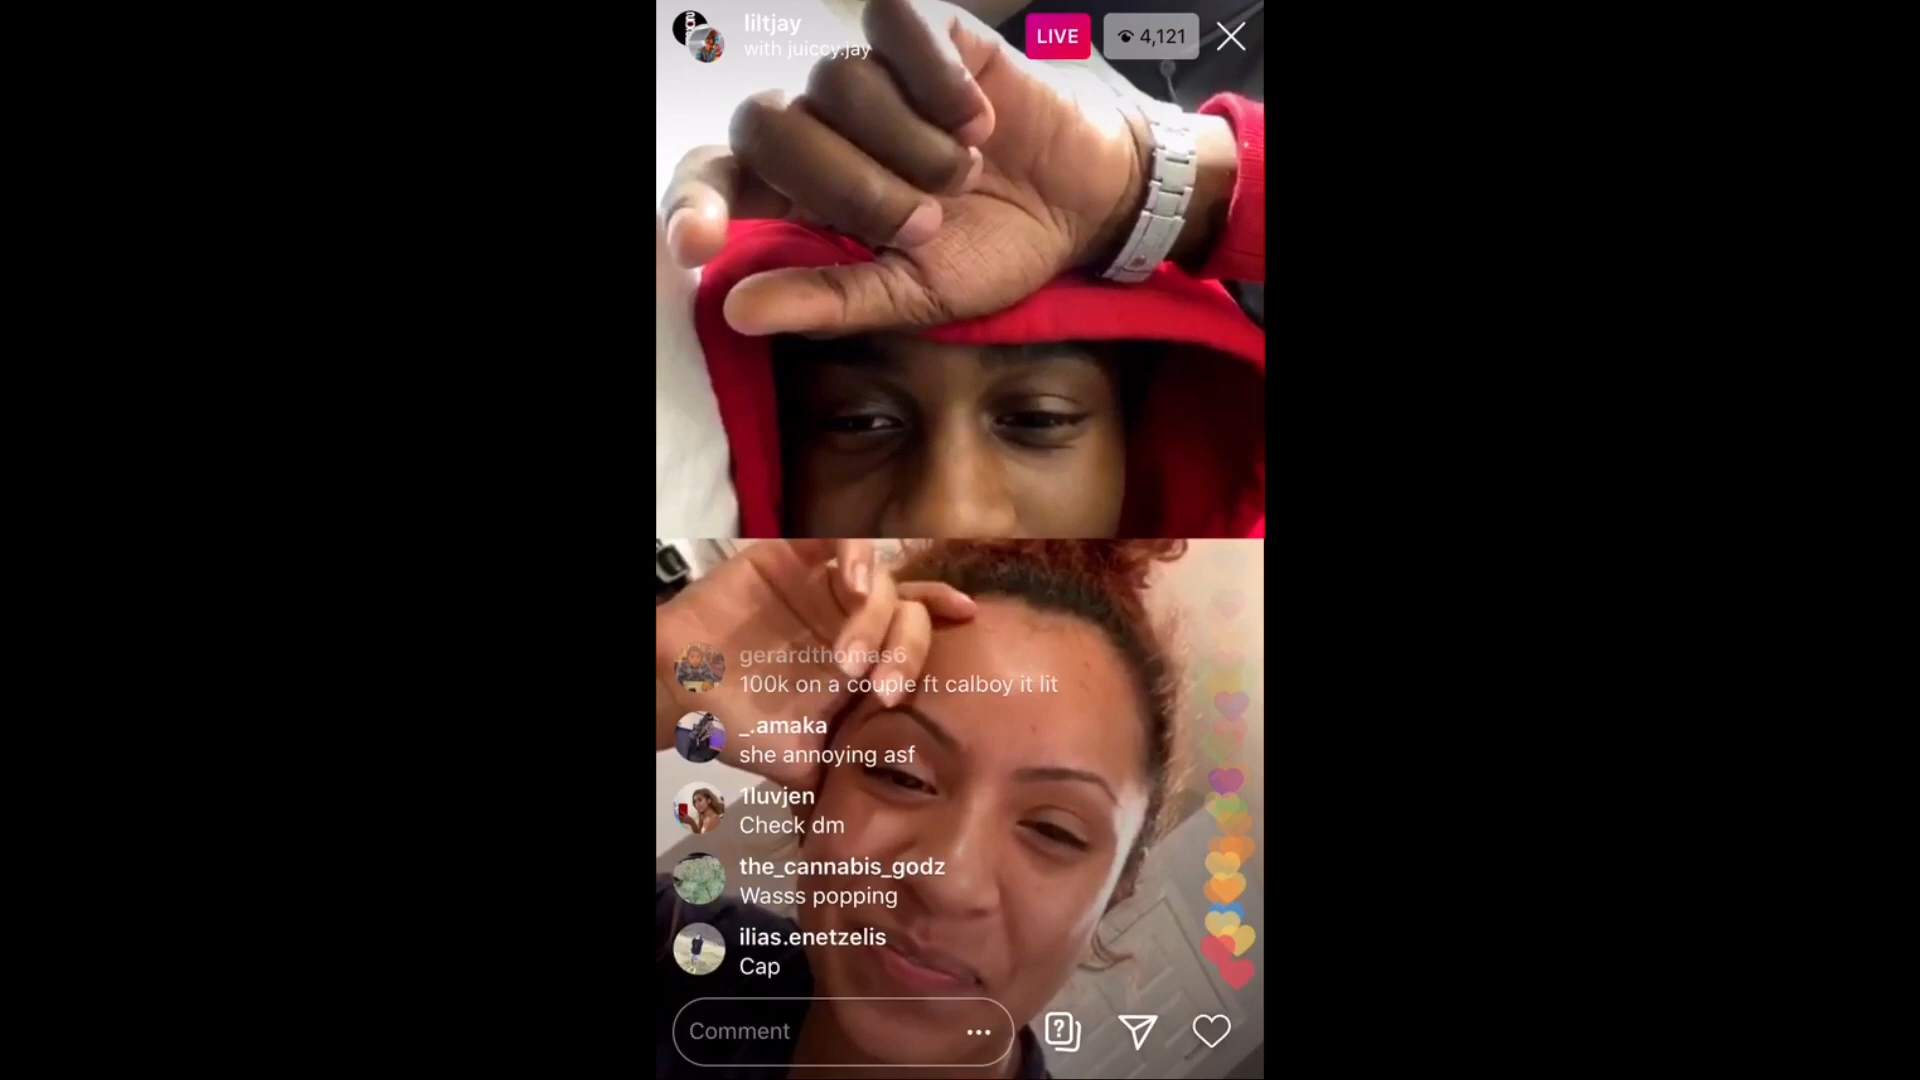 liltjay
with juiccy.jay
LIVE
4,121
gerardthomas6
100k on a couple ft calboy it lit
_.amaka
she annoying asf
1luvjen
Check dm
the_cannabis_godz
Wasss popping
ilias.enetzelis
Cap
Comment